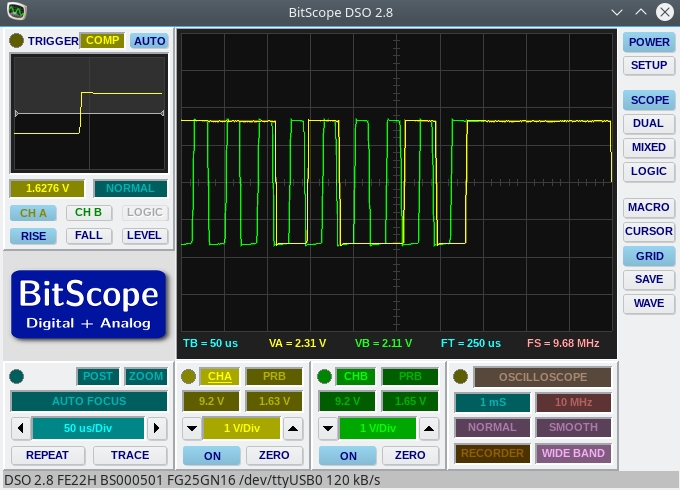 BitScope DSO 2.8
TRIGGER COMP AUTO
1.6276 V NORMAL
CH A CH B LOGIC
RISE FALL LEVEL
BitScope
Digital + Analog
TB = 50 us VA = 2.31 V VB = 2.11 V FT = 250 us FS = 9.68 MHz
POWER
SETUP
SCOPE
DUAL
MIXED
LOGIC
MACRO
CURSOR
GRID
SAVE
WAVE
POST ZOOM
AUTO FOCUS
50 us/Div
REPEAT TRACE
CHA PRB
9.2 V 1.63 V
1 V/Div
ON ZERO
CHB PRB
9.2 V 1.65 V
1 V/Div
ON ZERO
OSCILLOSCOPE
1 mS 10 MHz
NORMAL SMOOTH
RECORDER WIDE BAND
DSO 2.8 FE22H BS000501 FG25GN16 /dev/ttyUSB0 120 kB/s